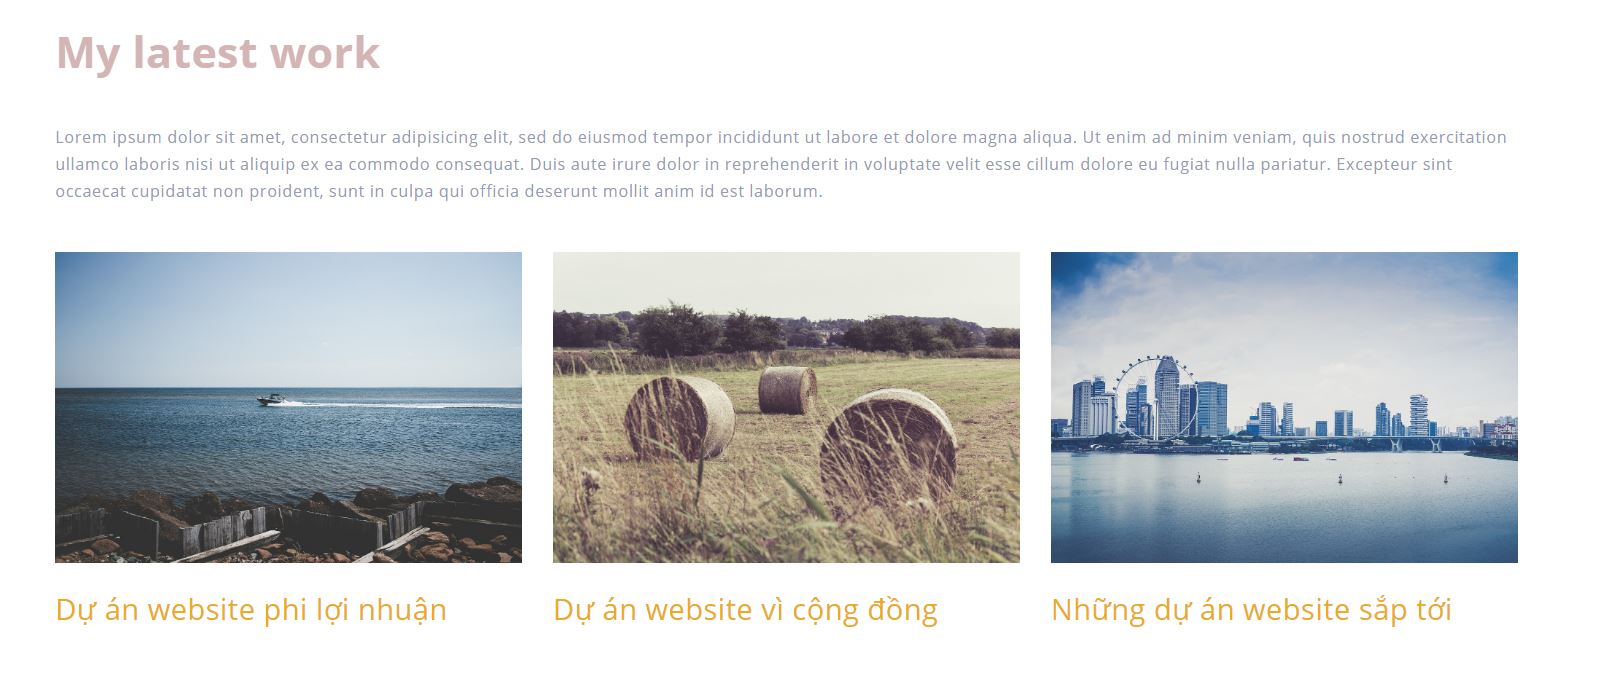 My latest work
Lorem ipsum dolor sit amet, consectetur adipisicing elit, sed do eiusmod tempor incididunt ut labore et dolore magna aliqua. Ut enim ad minim veniam, quis nostrud exercitation
ullamco laboris nisi ut aliquip ex ea commodo consequat. Duis aute irure dolor in reprehenderit in voluptate velit esse cillum dolore eu fugiat nulla pariatur. Excepteur sint
occaecat cupidatat non proident, sunt in culpa qui officia deserunt mollit anim id est laborum.
Dự án website phi lợi nhuận
Dự án website vì cộng đồng
Những dự án website sắp tới